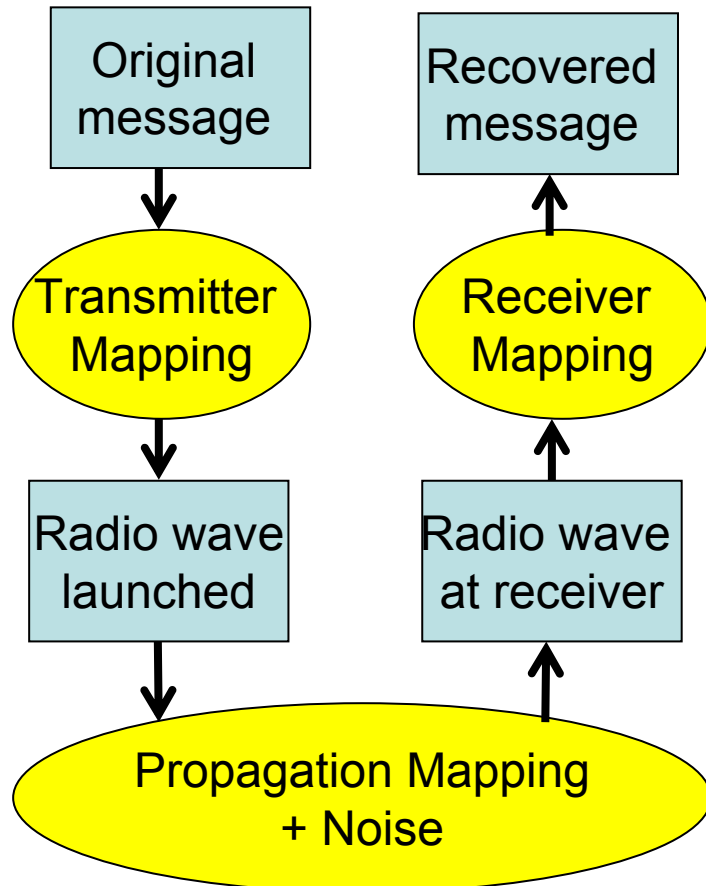 Original
message
Transmitter
Mapping
Radio wave
launched
Propagation Mapping
+ Noise
Radio wave
at receiver
Receiver
Mapping
Recovered
message